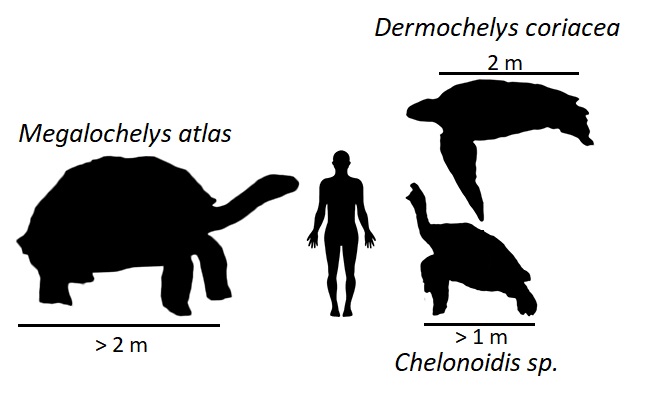 Dermochelys coriacea
2 m
Megalochelys atlas
> 2 m
> 1 m
Chelonoidis sp.